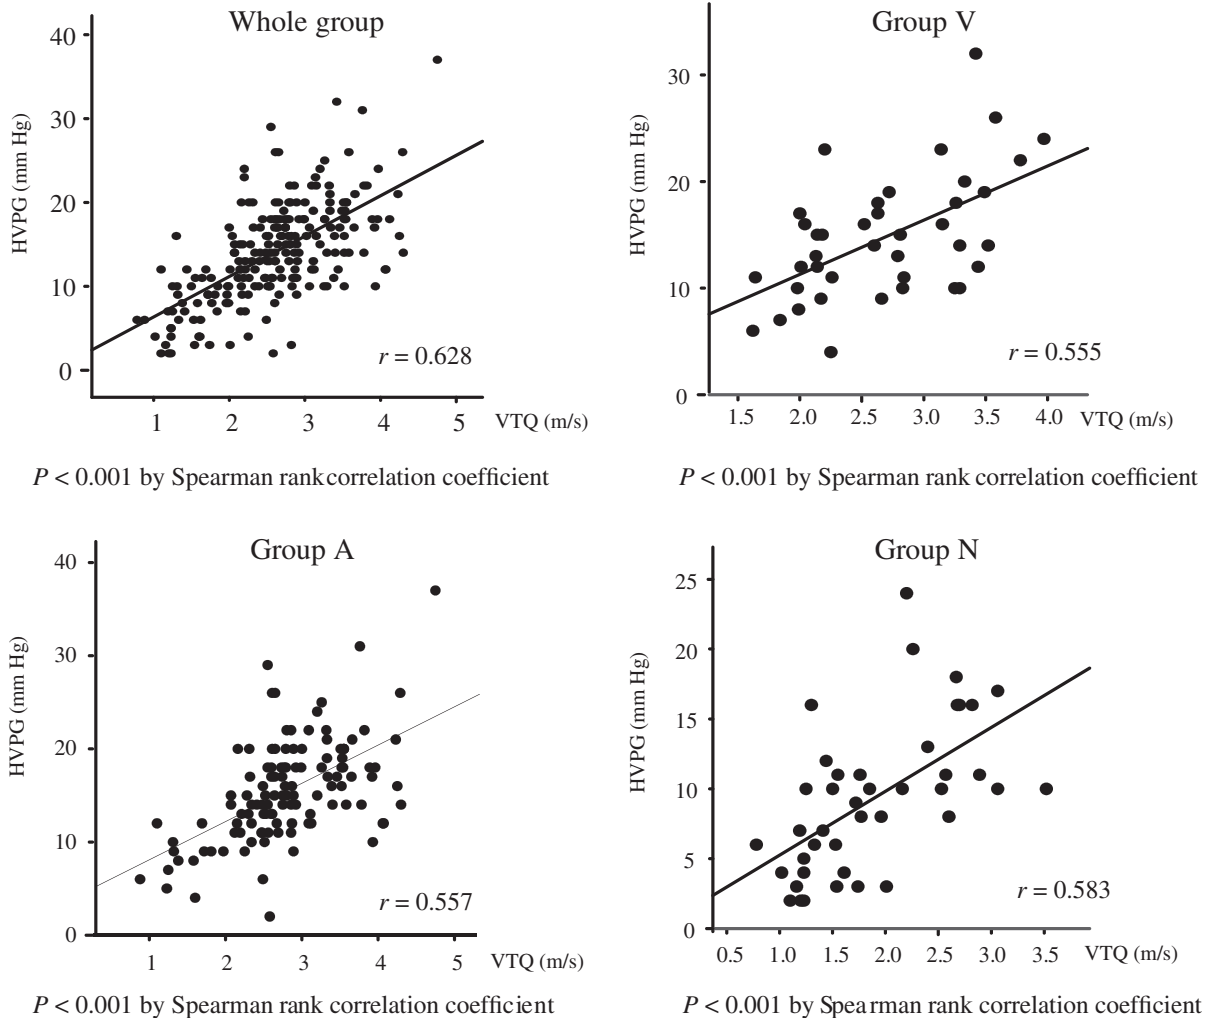 Whole group
HVPG (mm Hg)
40
30
20
10
0
r = 0.628
1 2 3 4 5 VTQ (m/s)
P < 0.001 by Spearman rank correlation coefficient
Group V
HVPG (mm Hg)
30
20
10
0
r = 0.555
1.5 2.0 2.5 3.0 3.5 4.0 VTQ (m/s)
P < 0.001 by Spearman rank correlation coefficient
Group A
HVPG (mm Hg)
40
30
20
10
0
r = 0.557
1 2 3 4 5 VTQ (m/s)
P < 0.001 by Spearman rank correlation coefficient
Group N
HVPG (mm Hg)
25
20
15
10
5
0
r = 0.583
0.5 1.0 1.5 2.0 2.5 3.0 3.5 VTQ (m/s)
P < 0.001 by Spearman rank correlation coefficient